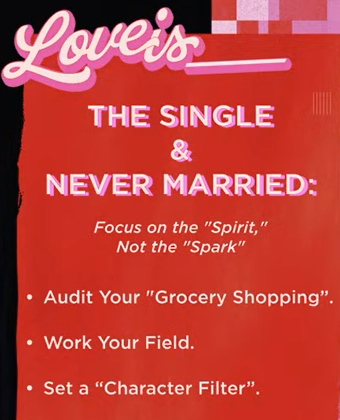 Love is
THE SINGLE
&
NEVER MARRIED:
Focus on the "Spirit,"
Not the "Spark"
• Audit Your "Grocery Shopping”.
• Work Your Field.
• Set a “Character Filter”.